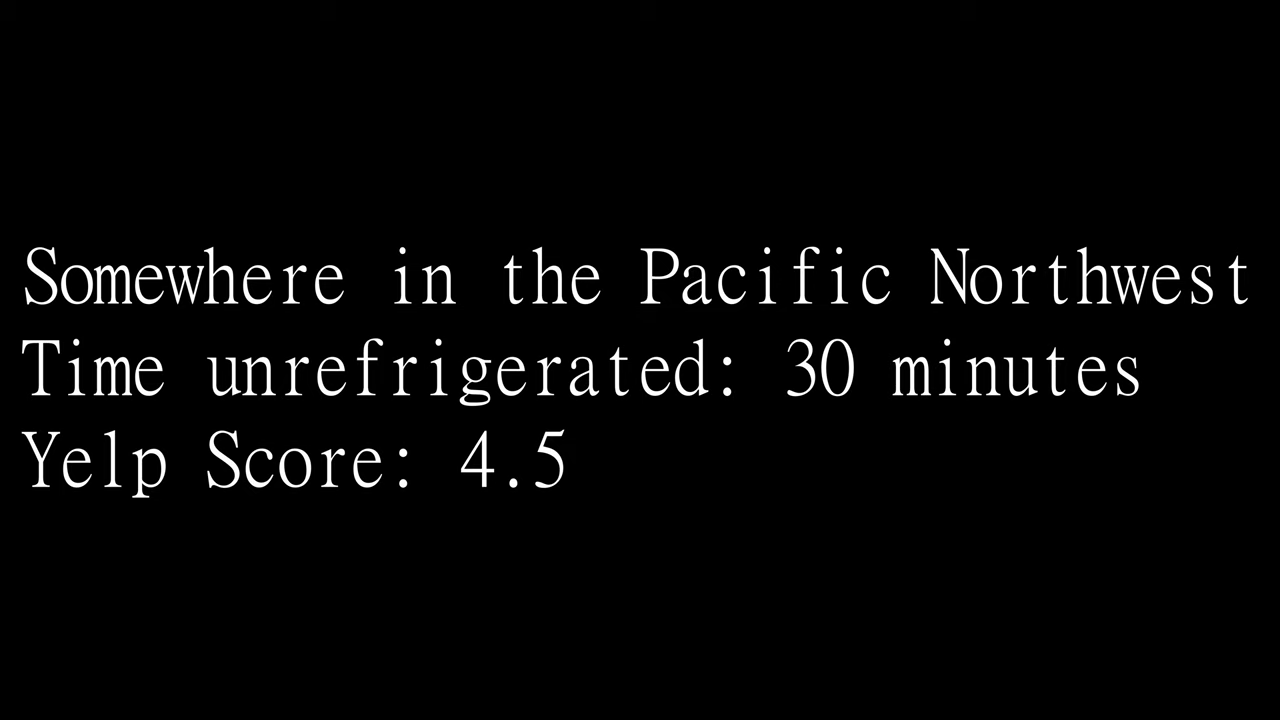 Somewhere in the Pacific Northwest
Time unrefrigerated: 30 minutes
Yelp Score: 4.5